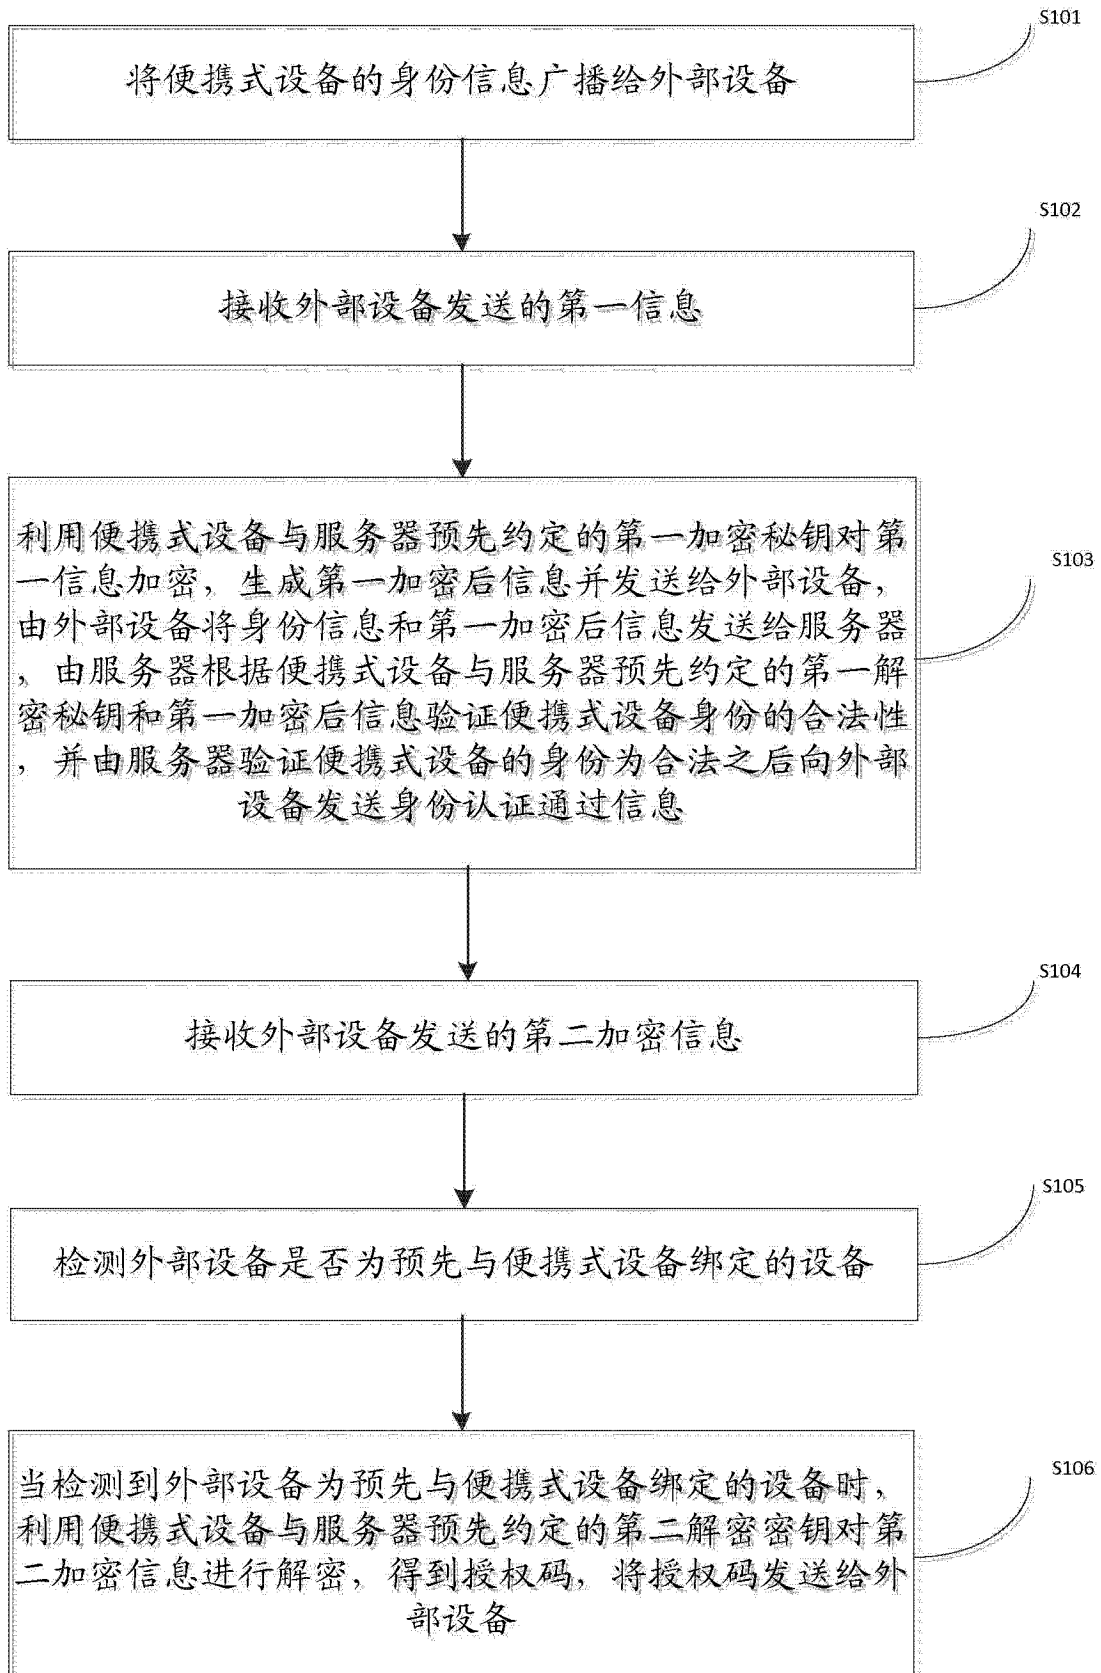 S101
将便携式设备的身份信息广播给外部设备
S102
接收外部设备发送的第一信息
S103
利用便携式设备与服务器预先约定的第一加密秘钥对第
一信息加密，生成第一加密后信息并发送给外部设备，
由外部设备将身份信息和第一加密后信息发送给服务器
，由服务器根据便携式设备与服务器预先约定的第一解
密秘钥和第一加密后信息验证便携式设备身份的合法性
，并由服务器验证便携式设备的身份为合法之后向外部
设备发送身份认证通过信息
S104
接收外部设备发送的第二加密信息
S105
检测外部设备是否为预先与便携式设备绑定的设备
S106
当检测到外部设备为预先与便携式设备绑定的设备时，
利用便携式设备与服务器预先约定的第二解密密钥对第
二加密信息进行解密，得到授权码，将授权码发送给外
部设备